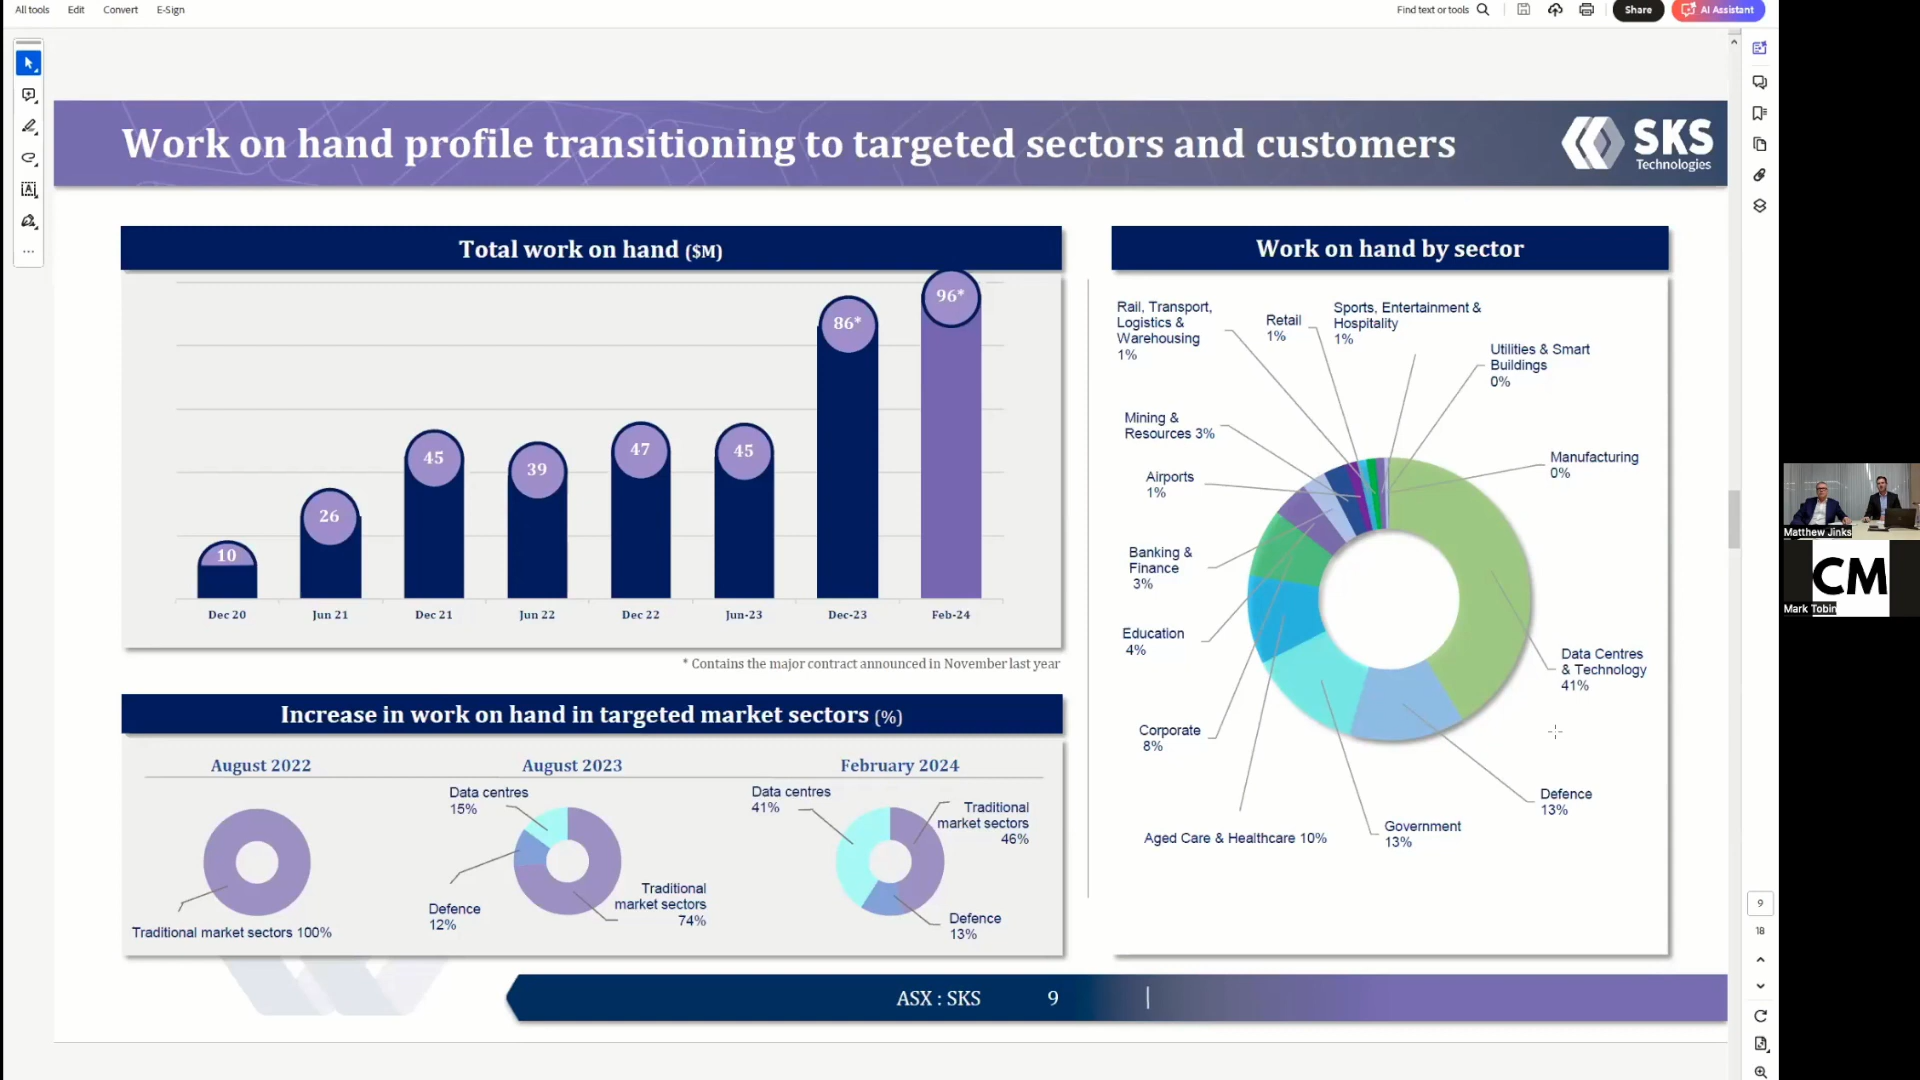 All tools Edit Convert E-Sign
Find text or tools
Share
AI Assistant
Work on hand profile transitioning to targeted sectors and customers
SKS
Technologies
Total work on hand ($M)
10
26
45
39
47
45
86*
96*
Dec 20 Jun 21 Dec 21 Jun 22 Dec 22 Jun-23 Dec-23 Feb-24
* Contains the major contract announced in November last year
Increase in work on hand in targeted market sectors (%)
August 2022
Traditional market sectors 100%
August 2023
Data centres
15%
Defence
12%
Traditional
market sectors
74%
February 2024
Data centres
41%
Traditional
market sectors
46%
Defence
13%
Work on hand by sector
Rail, Transport,
Logistics &
Warehousing
1%
Retail
1%
Sports, Entertainment &
Hospitality
1%
Utilities & Smart
Buildings
0%
Mining &
Resources 3%
Manufacturing
0%
Airports
1%
Banking &
Finance
3%
Education
4%
Data Centres
& Technology
41%
Corporate
8%
Defence
13%
Government
13%
Aged Care & Healthcare 10%
ASX : SKS 9
Matthew Jinks
CM
Mark Tobin
9
18